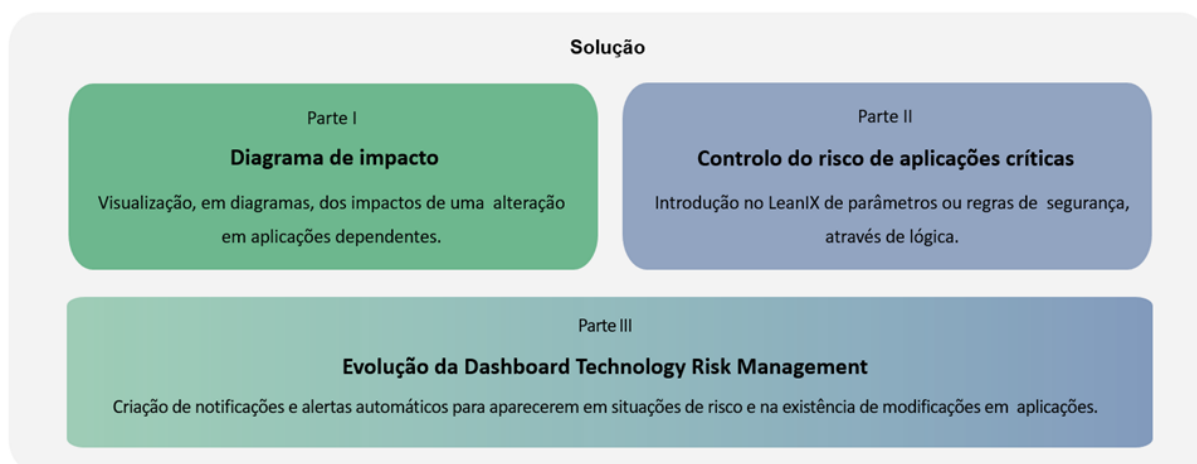 Solução
Parte I
Diagrama de impacto
Visualização, em diagramas, dos impactos de uma alteração
em aplicações dependentes.
Parte II
Controlo do risco de aplicações críticas
Introdução no LeanIX de parâmetros ou regras de segurança,
através de lógica.
Parte III
Evolução da Dashboard Technology Risk Management
Criação de notificações e alertas automáticos para aparecerem em situações de risco e na existência de modificações em aplicações.